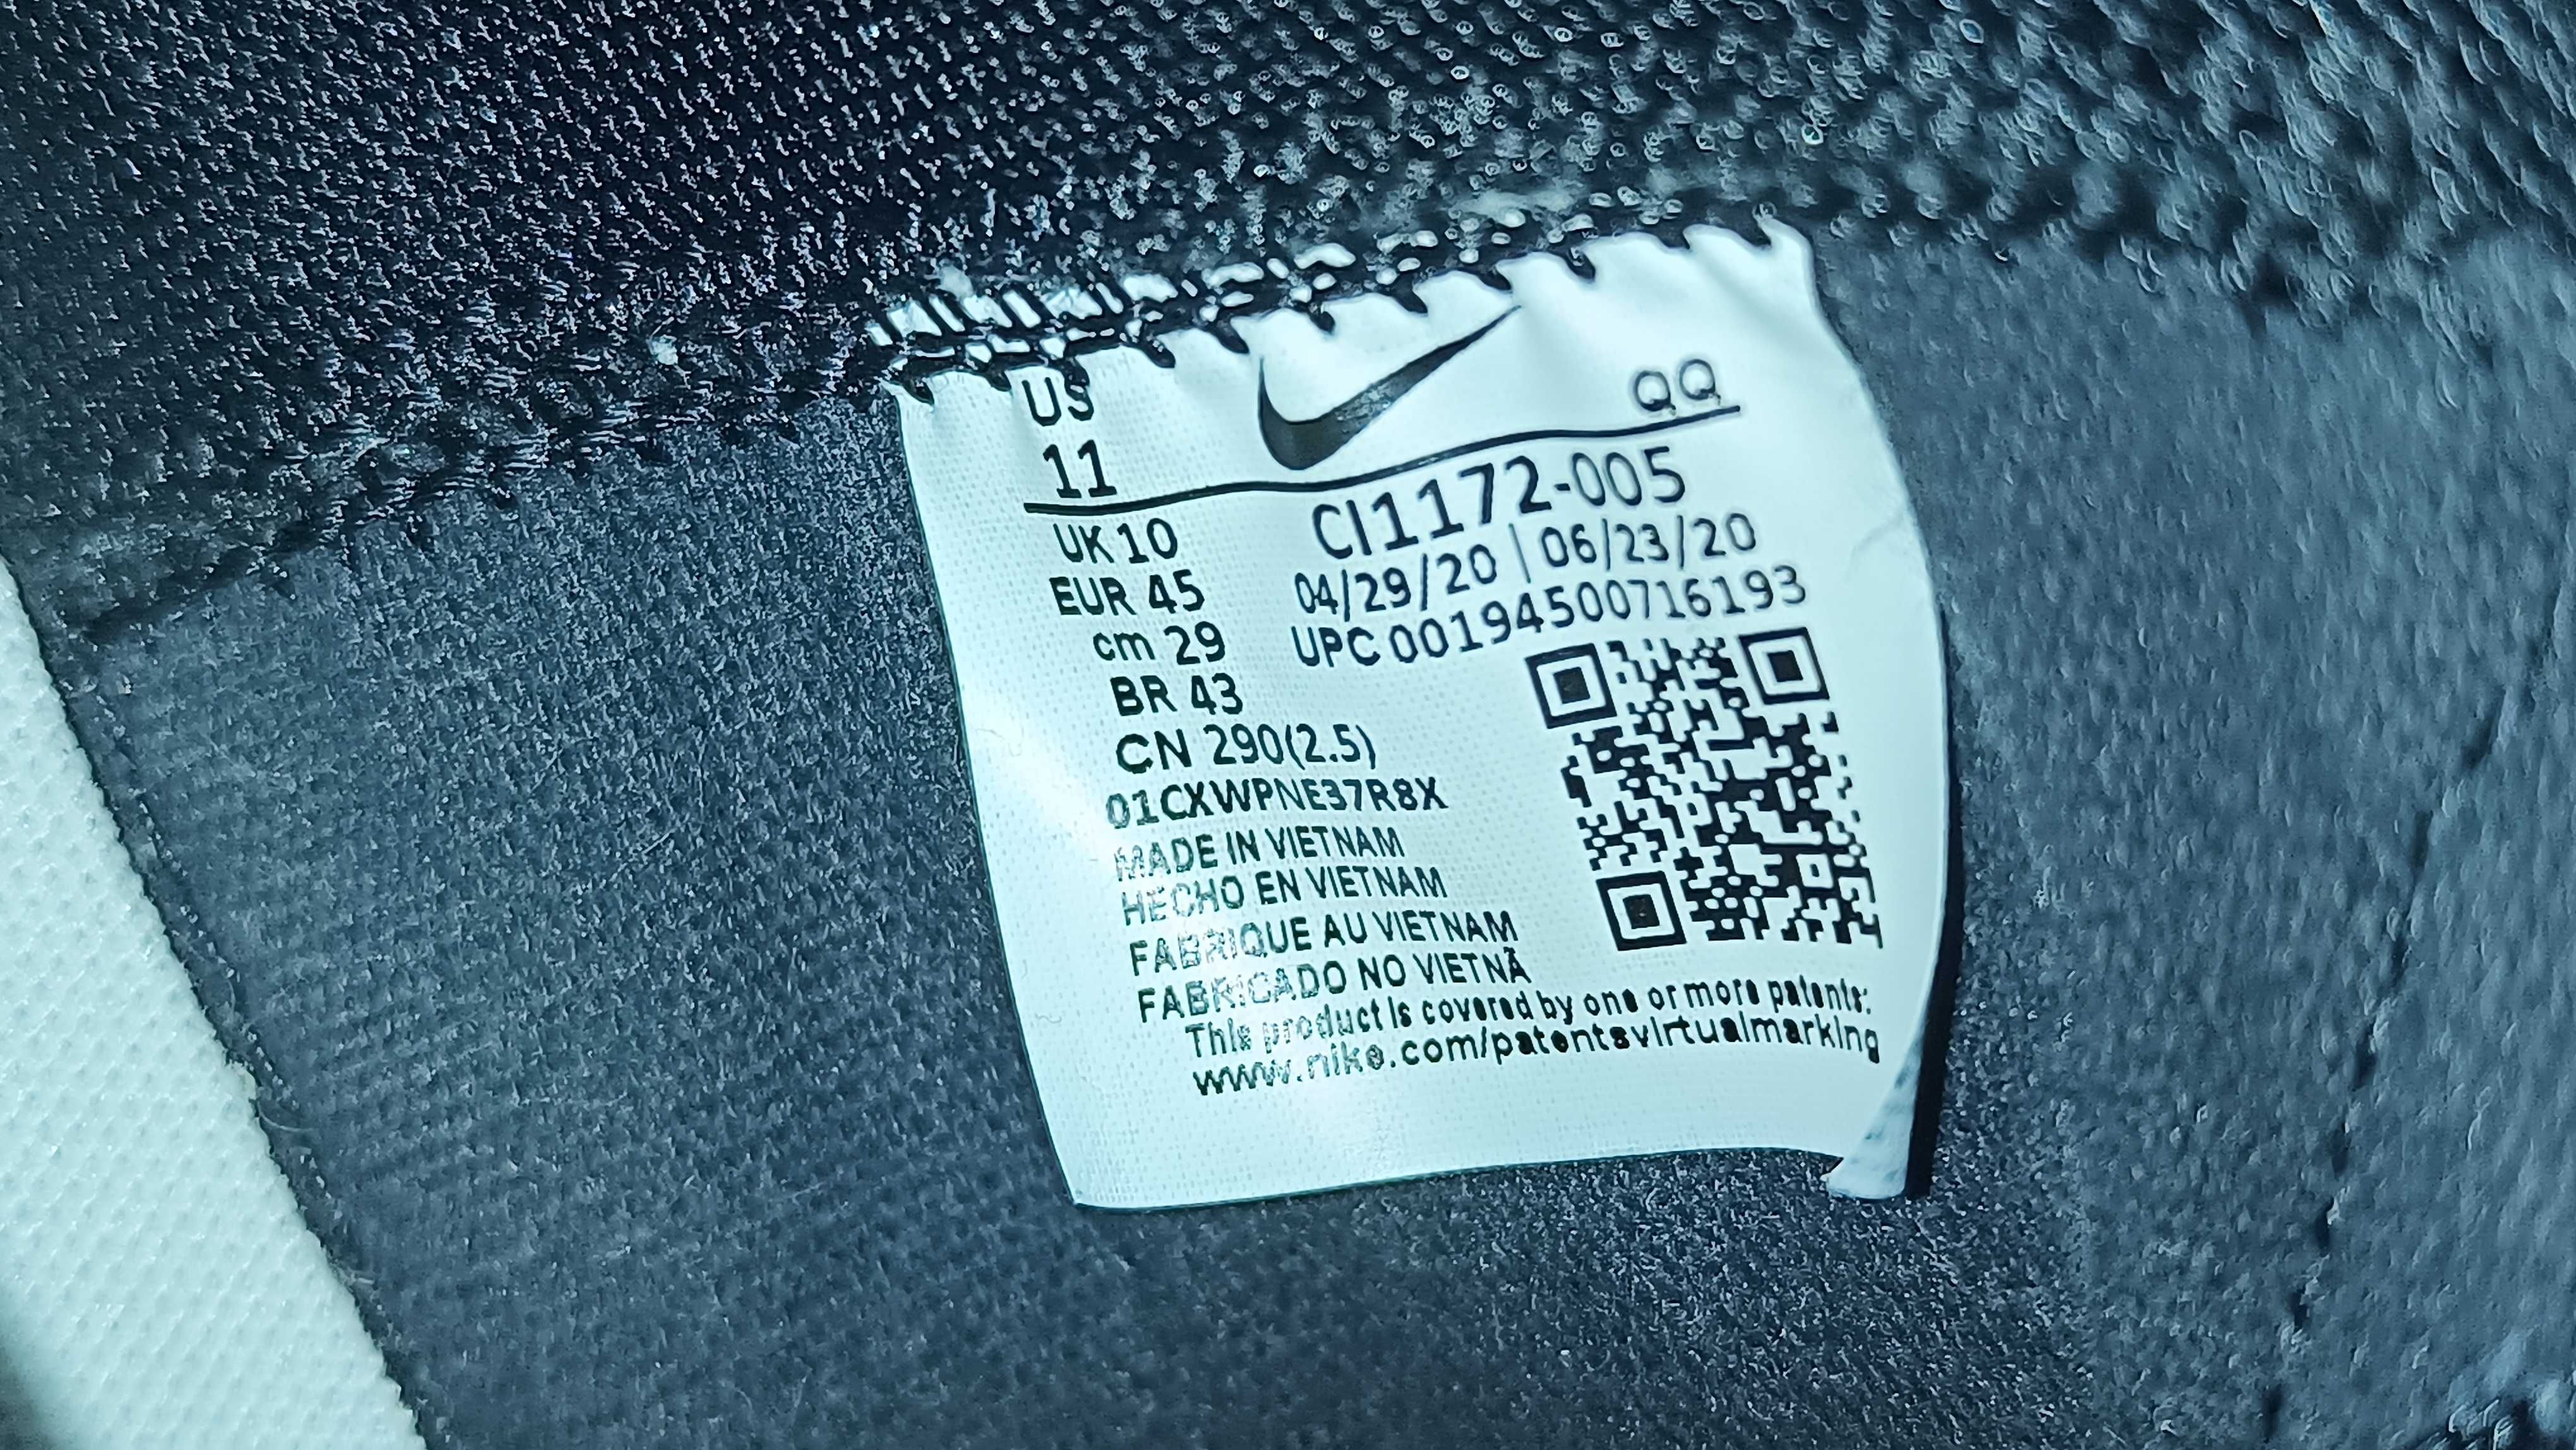 US
11
QQ
UK 10
EUR 45
cm 29
BR 43
CN 290(2.5)
CI1172-005
04/29/20 | 06/23/20
UPC 00194500716193
01CXWPNE37R8X
MADE IN VIETNAM
HECHO EN VIETNAM
FABRIQUE AU VIETNAM
FABRICADO NO VIETNÃ
This product is covered by one or more patents:
www.nike.com/patentsvirtualmarking